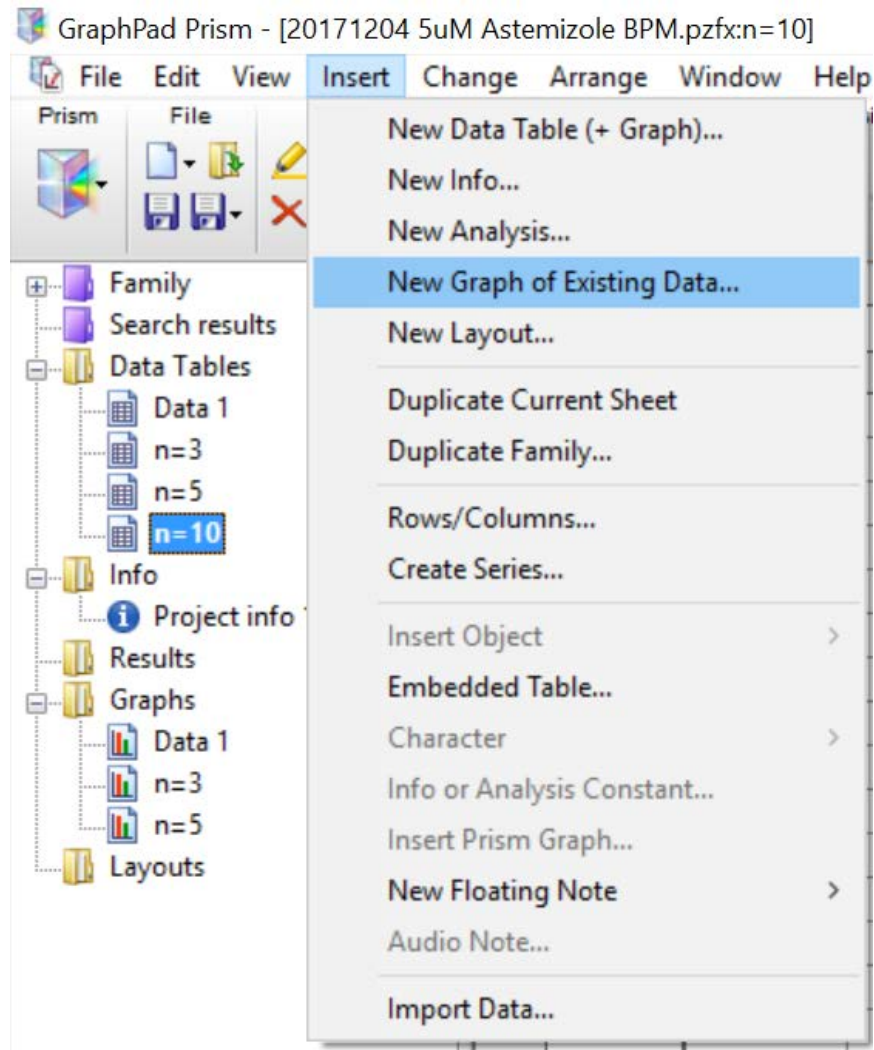 GraphPad Prism - [20171204 5uM Astemizole BPM.pzfx:n=10]
File Edit View Insert Change Arrange Window Help
Prism File
New Data Table (+ Graph)...
New Info...
New Analysis...
New Graph of Existing Data...
New Layout...
Duplicate Current Sheet
Duplicate Family...
Rows/Columns...
Create Series...
Insert Object
Embedded Table...
Character
Info or Analysis Constant...
Insert Prism Graph...
New Floating Note
Audio Note...
Import Data...
Family
Search results
Data Tables
Data 1
n=3
n=5
n=10
Info
Project info
Results
Graphs
Data 1
n=3
n=5
Layouts